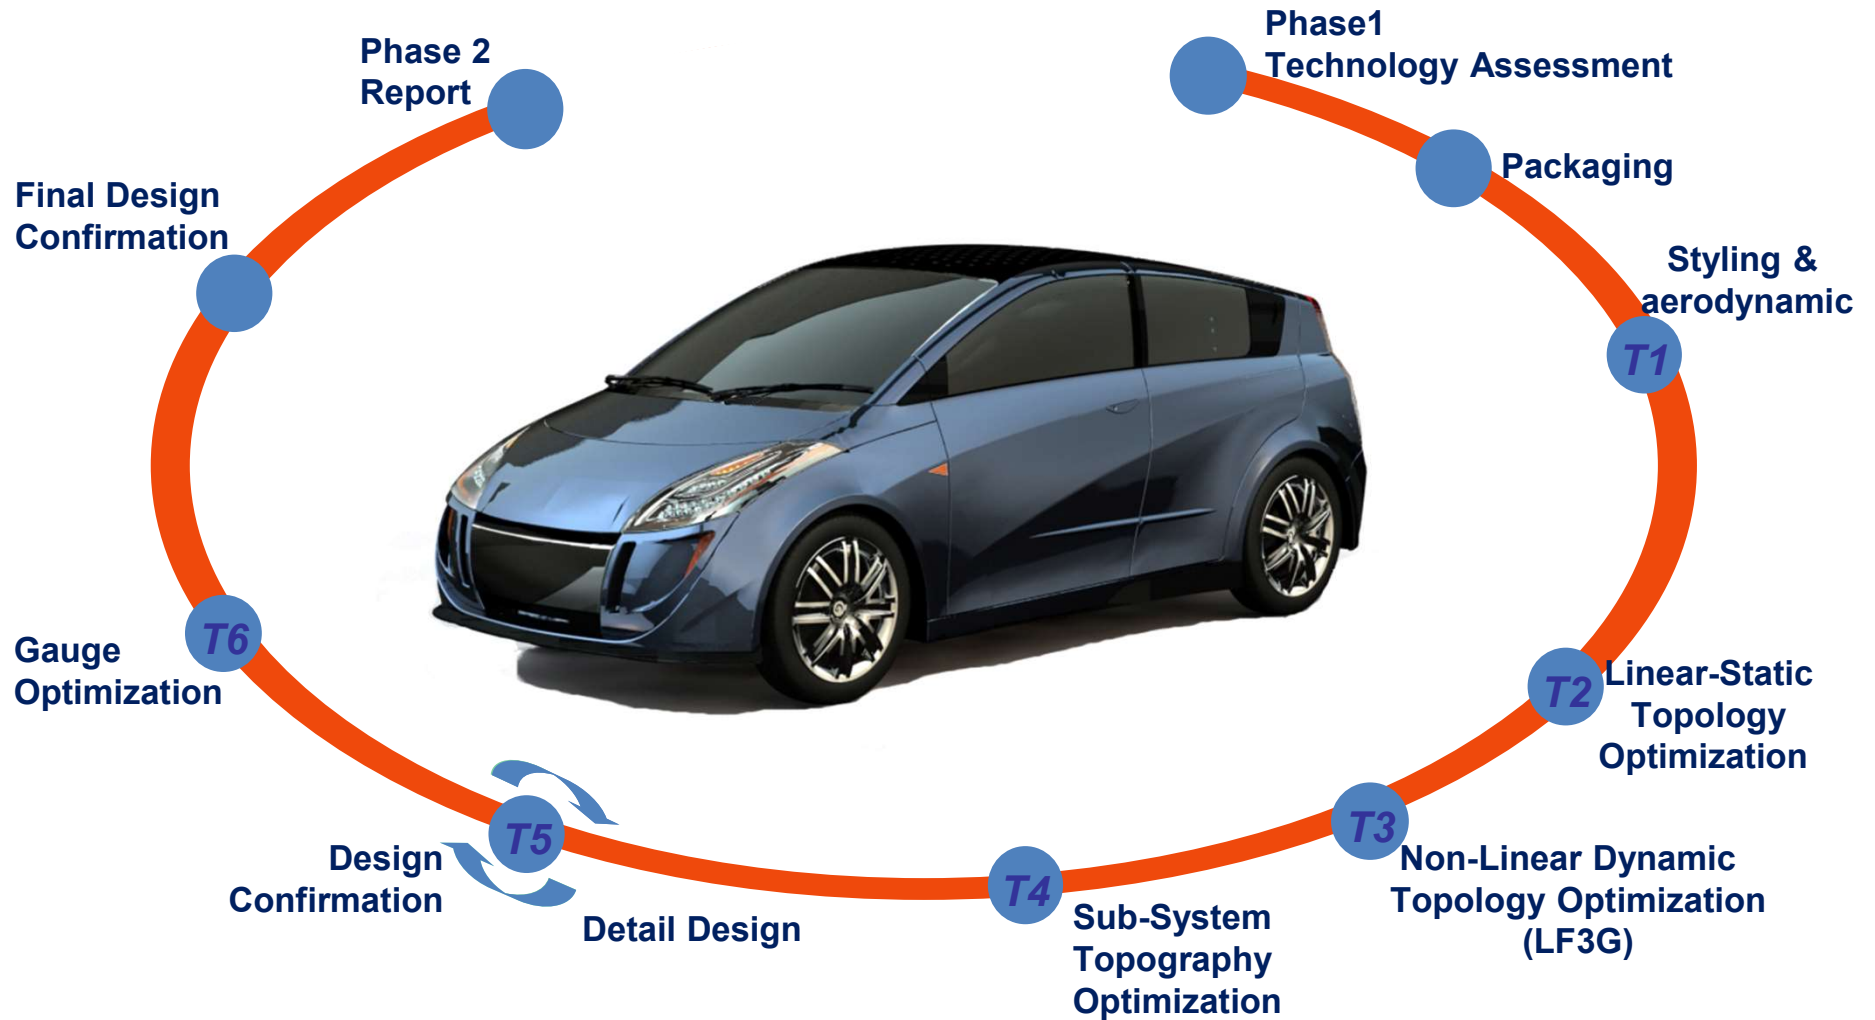 Phase1
Technology Assessment
Packaging
Styling &
aerodynamic
T1
T2
Linear-Static
Topology
Optimization
T3
Non-Linear Dynamic
Topology Optimization
(LF3G)
T4
Sub-System
Topography
Optimization
Detail Design
T5
Design
Confirmation
T6
Gauge
Optimization
Final Design
Confirmation
Phase 2
Report